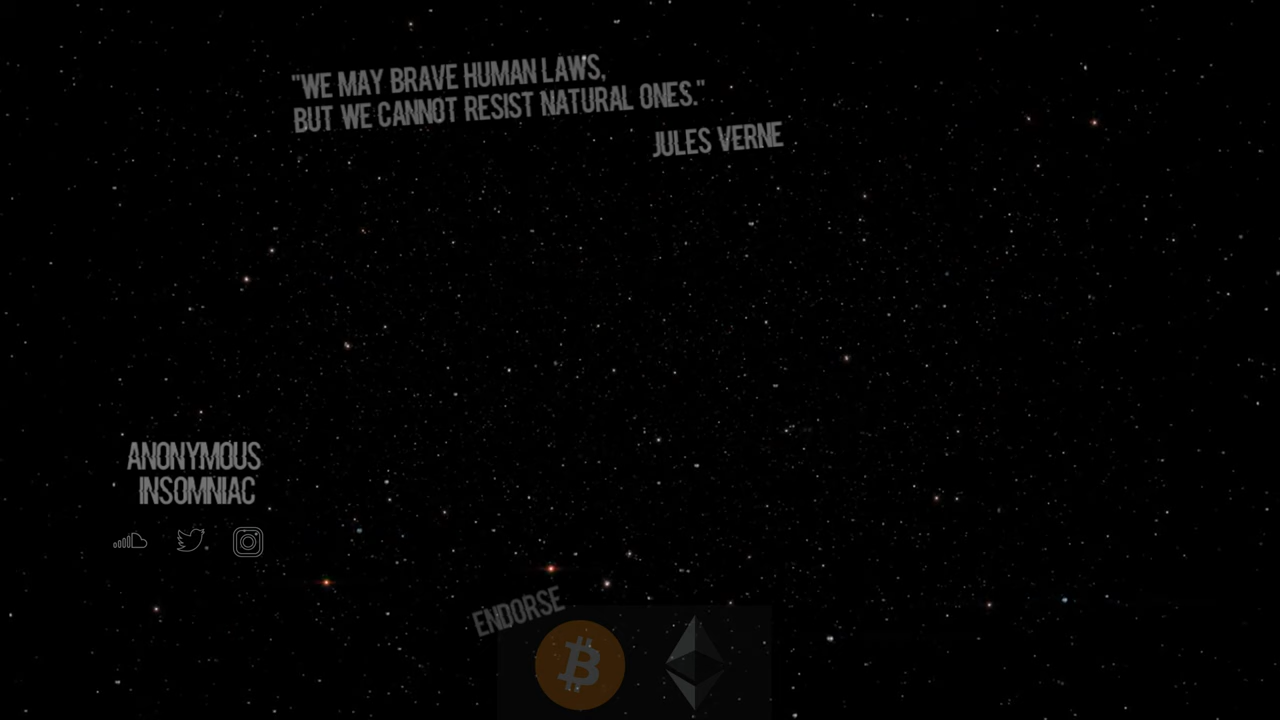 "WE MAY BRAVE HUMAN LAWS,
BUT WE CANNOT RESIST NATURAL ONES."
JULES VERNE
ANONYMOUS
INSOMNIAC
ENDORSE